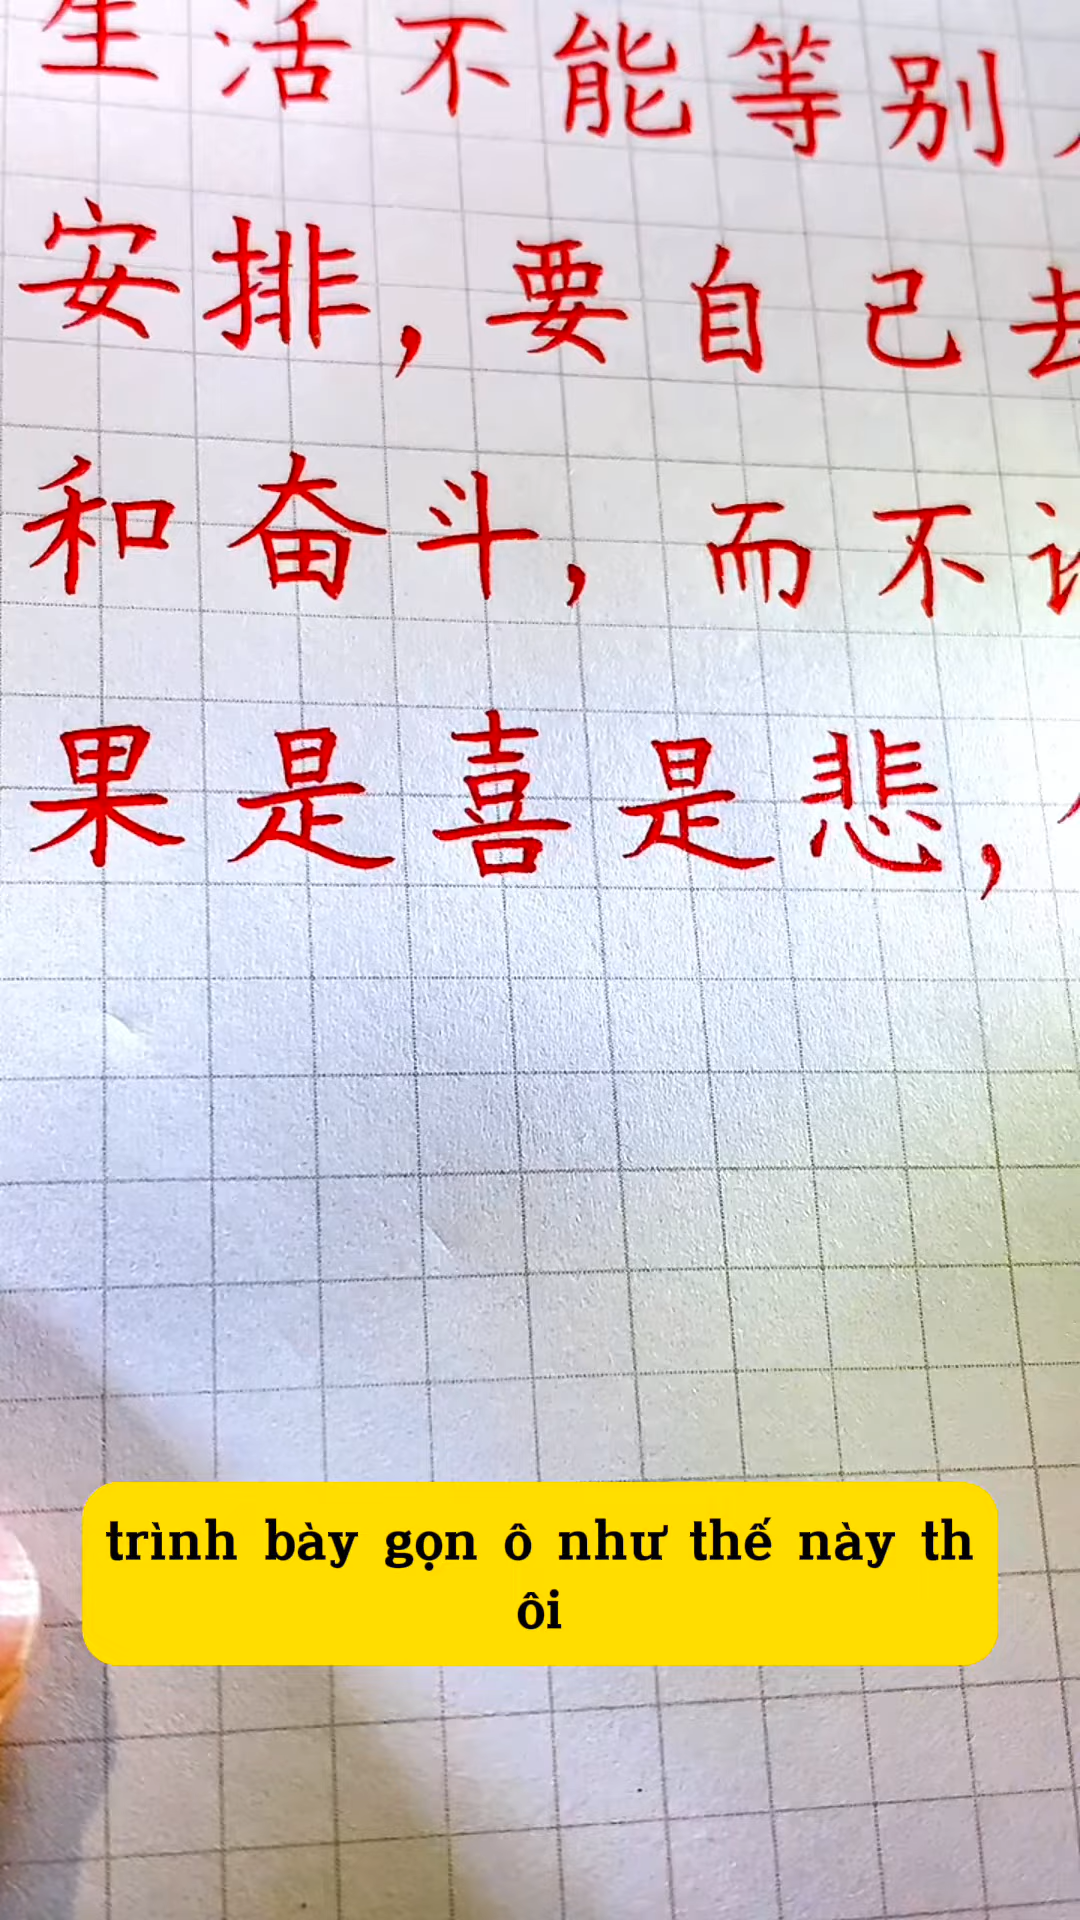 生活不能等别
安排，要自己去
和奋斗，而不
果是喜是悲，
trình bày gọn ô như thế này th
ôi